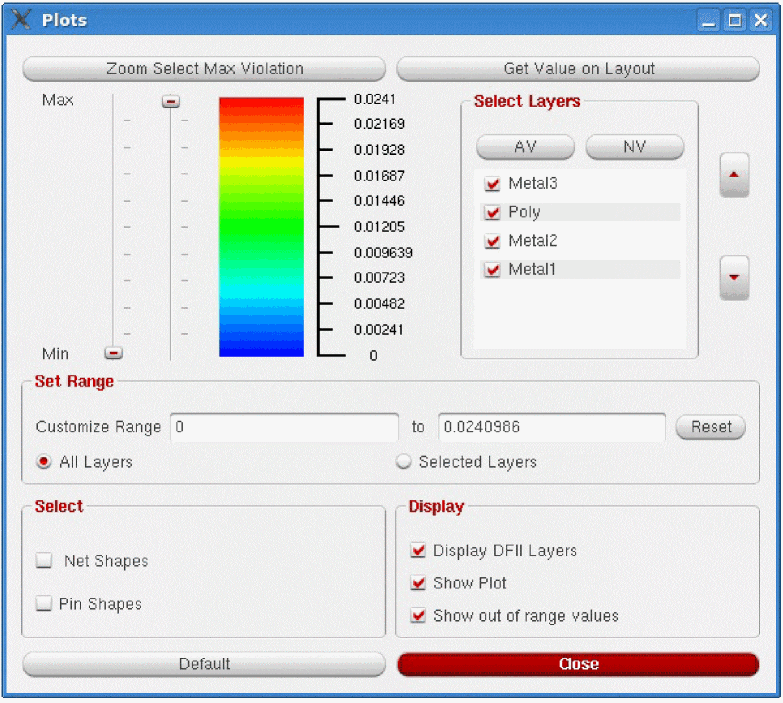 Plots
Zoom Select Max Violation
Get Value on Layout
Max
Min
0.0241
0.02169
0.01928
0.01687
0.01446
0.01205
0.009639
0.00723
0.00482
0.00241
0
Select Layers
AV
NV
Metal3
Poly
Metal2
Metal1
Set Range
Customize Range 0 to 0.0240986 Reset
All Layers
Selected Layers
Select
Net Shapes
Pin Shapes
Display
Display DFII Layers
Show Plot
Show out of range values
Default
Close